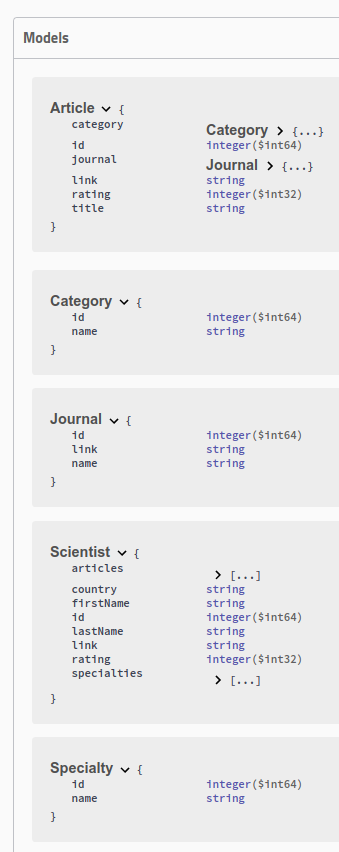 Models
Article {
category Category > {...}
id integer($int64)
journal Journal > {...}
link string
rating integer($int32)
title string
}
Category {
id integer($int64)
name string
}
Journal {
id integer($int64)
link string
name string
}
Scientist {
articles > [...]
country string
firstName string
id integer($int64)
lastName string
link string
rating integer($int32)
specialties > [...]
}
Specialty {
id integer($int64)
name string
}